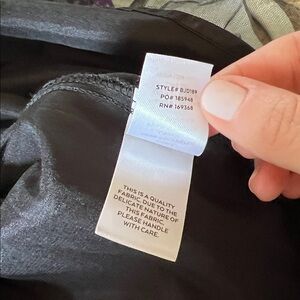 STYLE# BJD189
PO# 185948
RN# 169368
THIS IS A QUALITY
FABRIC. DUE TO THE
DELICATE NATURE OF
THIS FABRIC,
PLEASE HANDLE
WITH CARE.